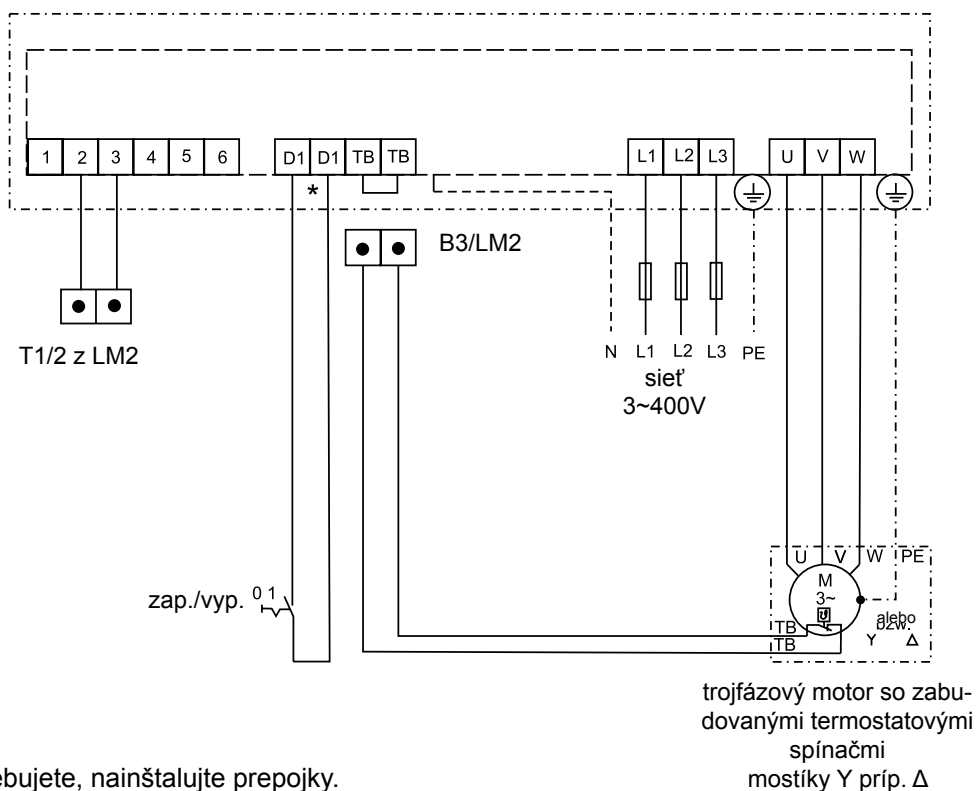 1 2 3 4 5 6 D1 D1 TB TB L1 L2 L3 U V W
*
B3/LM2
T1/2 z LM2
N L1 L2 L3 PE
sieť
3~400V
zap./vyp. 0 1
U V W PE
M
3~
TB
TB
alebo
bzw.
Y Δ
trojfázový motor so zabu-
dovanými termostatovými
spínačmi
mostíky Y príp. Δ
ebujete, nainštalujte prepojky.